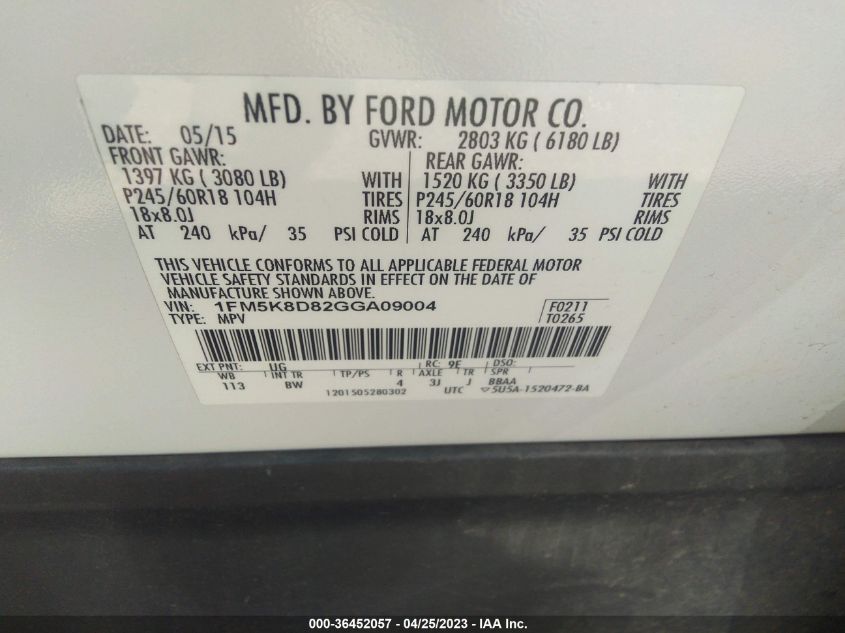 MFD. BY FORD MOTOR CO.
DATE: 05/15 GVWR: 2803 KG ( 6180 LB)
FRONT GAWR: REAR GAWR:
1397 KG ( 3080 LB) WITH 1520 KG ( 3350 LB) WITH
P245/60R18 104H TIRES P245/60R18 104H TIRES
18x8.0J RIMS 18x8.0J RIMS
AT 240 kPa/ 35 PSI COLD AT 240 kPa/ 35 PSI COLD
THIS VEHICLE CONFORMS TO ALL APPLICABLE FEDERAL MOTOR
VEHICLE SAFETY STANDARDS IN EFFECT ON THE DATE OF
MANUFACTURE SHOWN ABOVE.
VIN: 1FM5K8D82GGA09004 F0211
TYPE: MPV T0265
EXT PNT: UG RC: 9E DSO:
WB INT TR TP/PS R AXLE TR SPR
113 BW 4 3J J BBAA
1201505280302 UTC ▽5U5A-1520472-BA
000-36452057 - 04/25/2023 - IAA Inc.